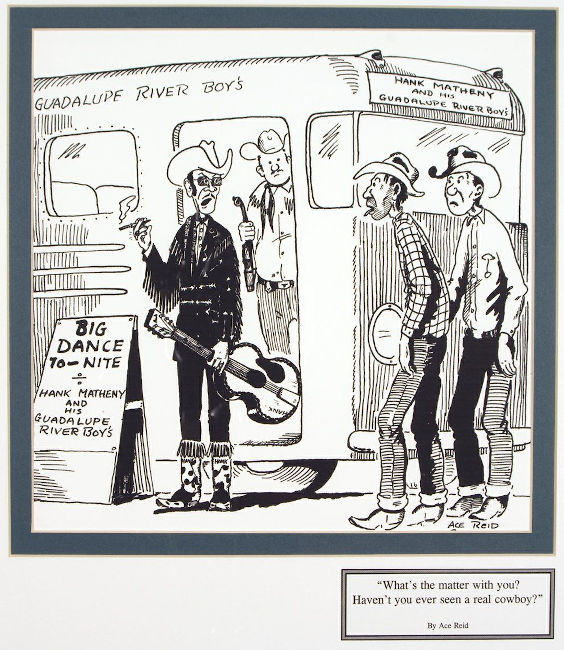 GUADALUPE RIVER BOY'S
HANK MATHENY
AND HIS
GUADALUPE RIVER BOY'S
BIG
DANCE
TO-NITE
÷
HANK MATHENY
AND
HIS
GUADALUPE
RIVER BOY'S
HANK
ACE REID
"What's the matter with you?
Haven't you ever seen a real cowboy?"
By Ace Reid